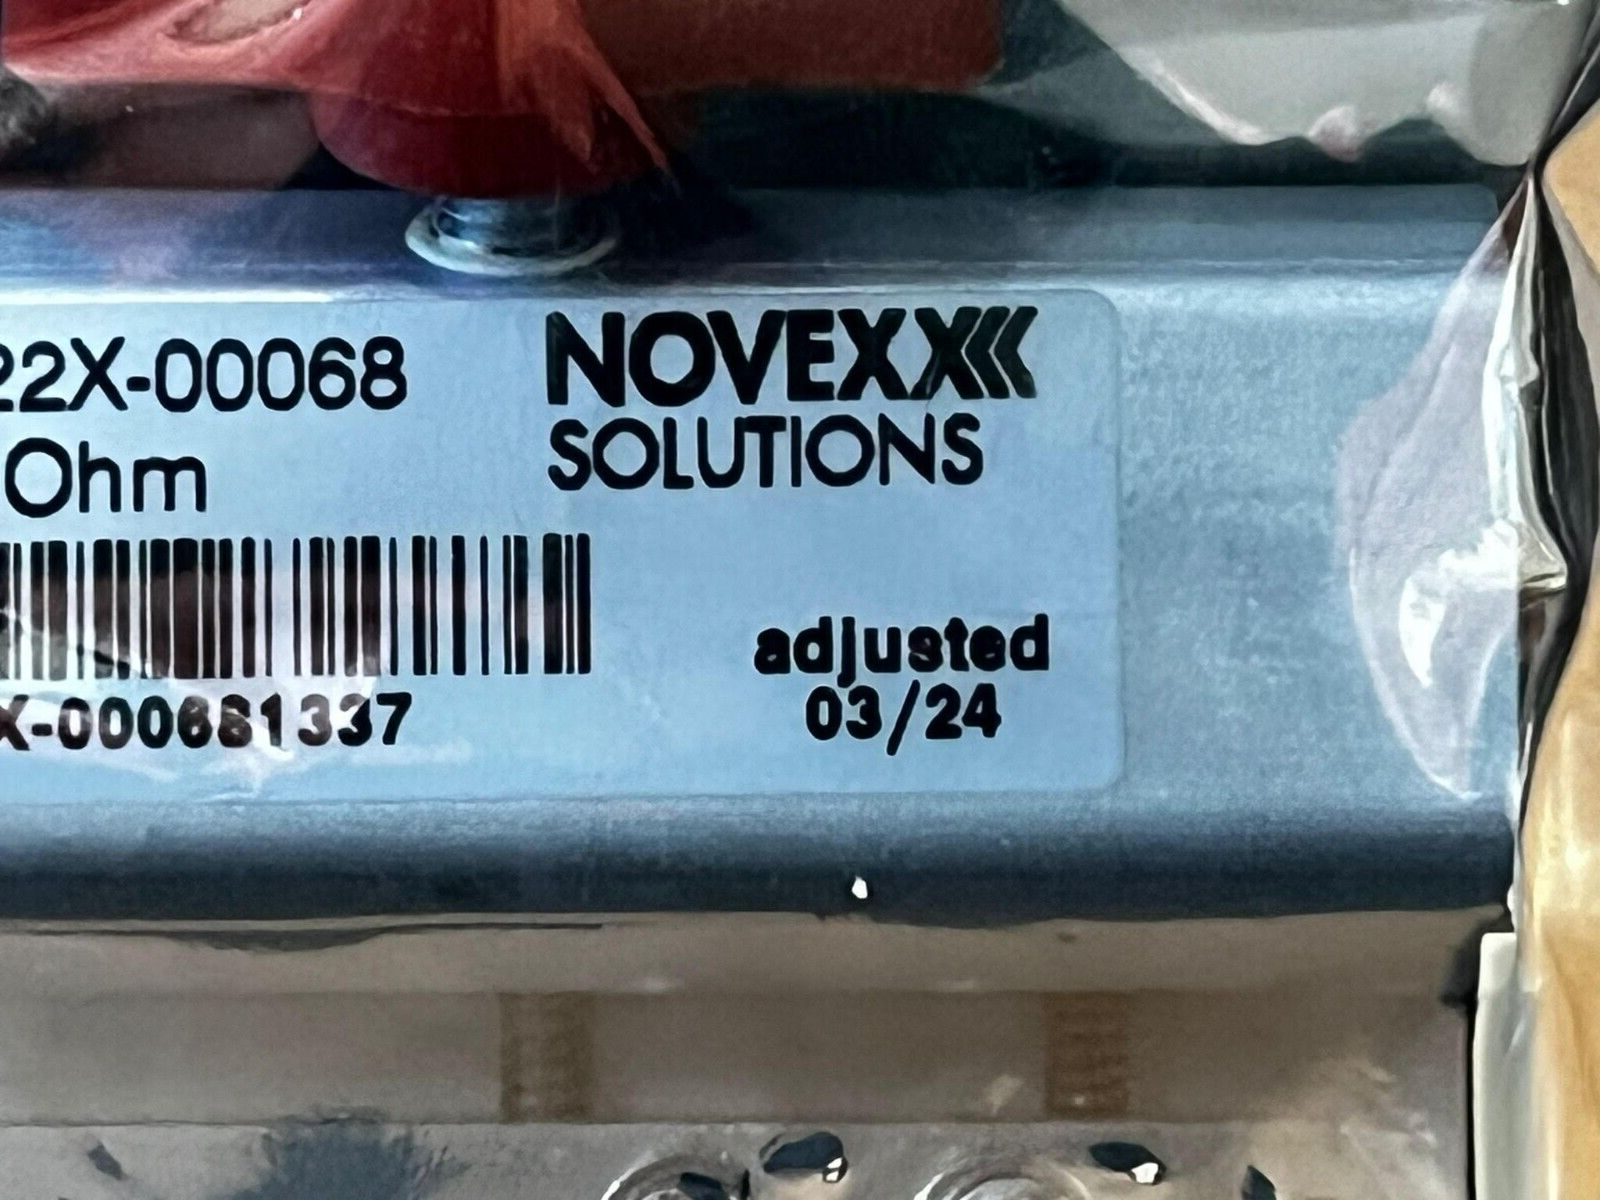 22X-00068
NOVEXX
SOLUTIONS
Ohm
X-000681337
adjusted
03/24